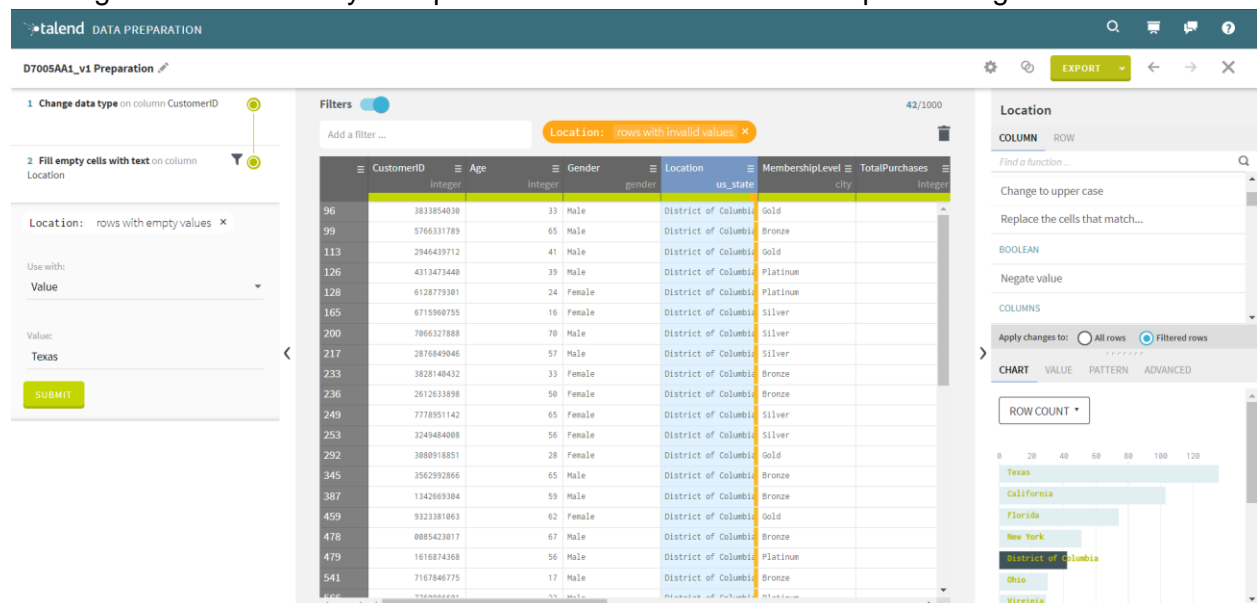 talend DATA PREPARATION
D7005AA1_v1 Preparation
EXPORT
1 Change data type on column CustomerID
2 Fill empty cells with text on column
Location
Location: rows with empty values ×
Use with:
Value
Value:
Texas
SUBMIT
Filters
42/1000
Add a filter ...
Location: rows with invalid values ×
CustomerID Age Gender Location MembershipLevel TotalPurchases
integer integer gender us_state city integer
96 3833854030 33 Male District of Columbia Gold
99 5766331789 65 Male District of Columbia Bronze
113 2946439712 41 Male District of Columbia Gold
126 4313473440 39 Male District of Columbia Platinum
128 6128779301 24 Female District of Columbia Platinum
165 6715960755 16 Female District of Columbia Silver
200 7066327888 70 Male District of Columbia Silver
217 2876849046 57 Male District of Columbia Silver
233 3828140432 33 Female District of Columbia Bronze
236 2612633898 50 Female District of Columbia Bronze
249 7778951142 65 Female District of Columbia Silver
253 3249484008 56 Female District of Columbia Silver
292 3080918851 28 Female District of Columbia Gold
345 3562992866 65 Male District of Columbia Bronze
387 1342669304 59 Male District of Columbia Bronze
459 9323381063 62 Female District of Columbia Gold
478 0085423017 67 Male District of Columbia Bronze
479 1616874368 56 Male District of Columbia Platinum
541 7167846775 17 Male District of Columbia Bronze
Location
COLUMN ROW
Find a function ...
Change to upper case
Replace the cells that match...
BOOLEAN
Negate value
COLUMNS
Apply changes to: All rows Filtered rows
CHART VALUE PATTERN ADVANCED
ROW COUNT
0 20 40 60 80 100 120
Texas
California
Florida
New York
District of Columbia
Ohio
Virginia